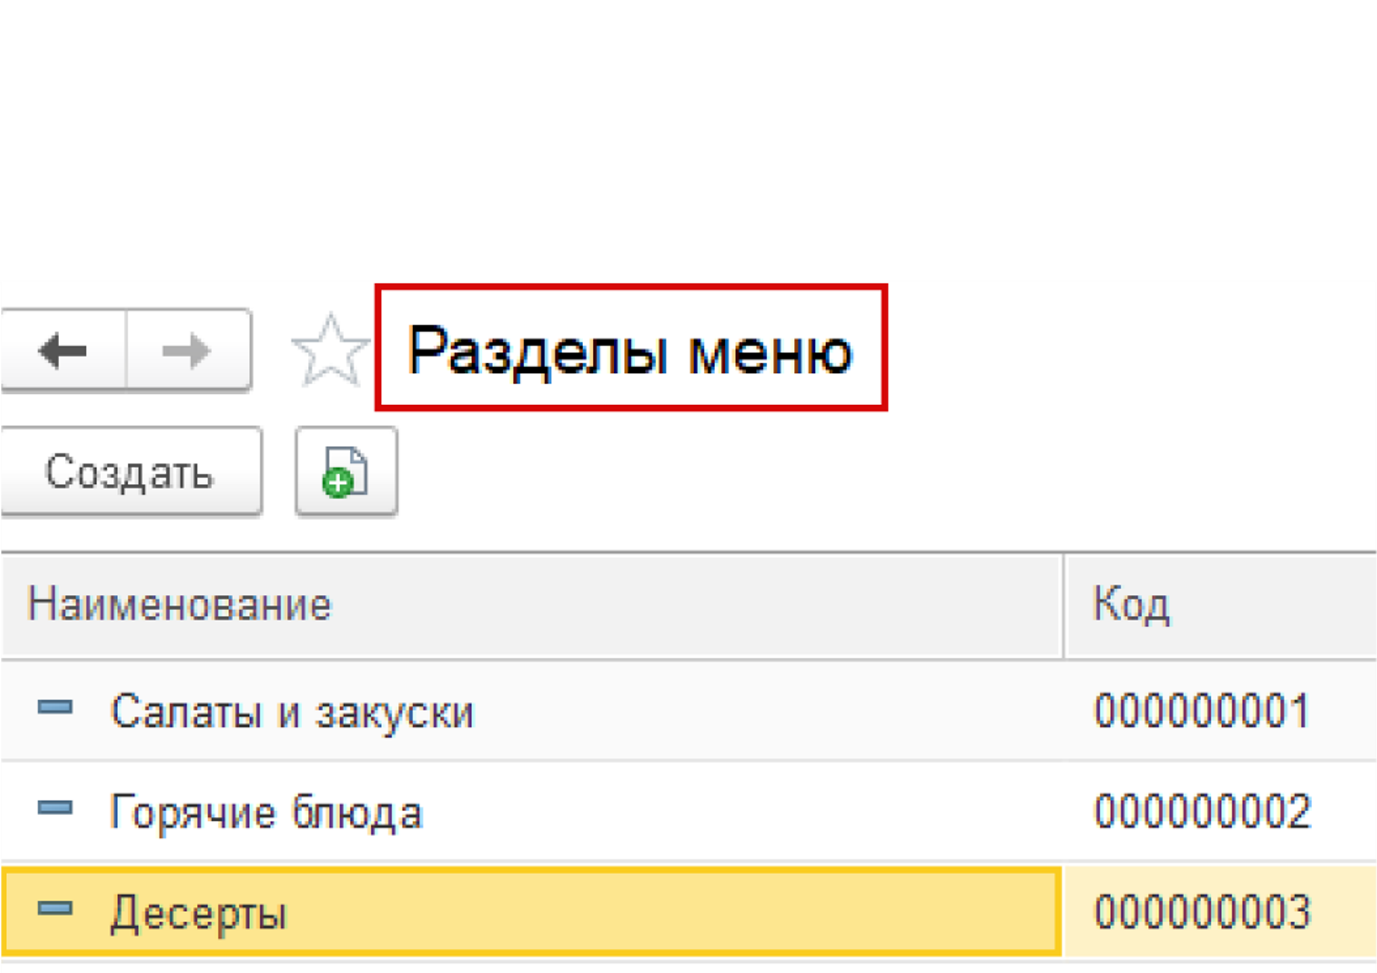 Разделы меню
Создать
Наименование Код
Салаты и закуски 000000001
Горячие блюда 000000002
Десерты 000000003